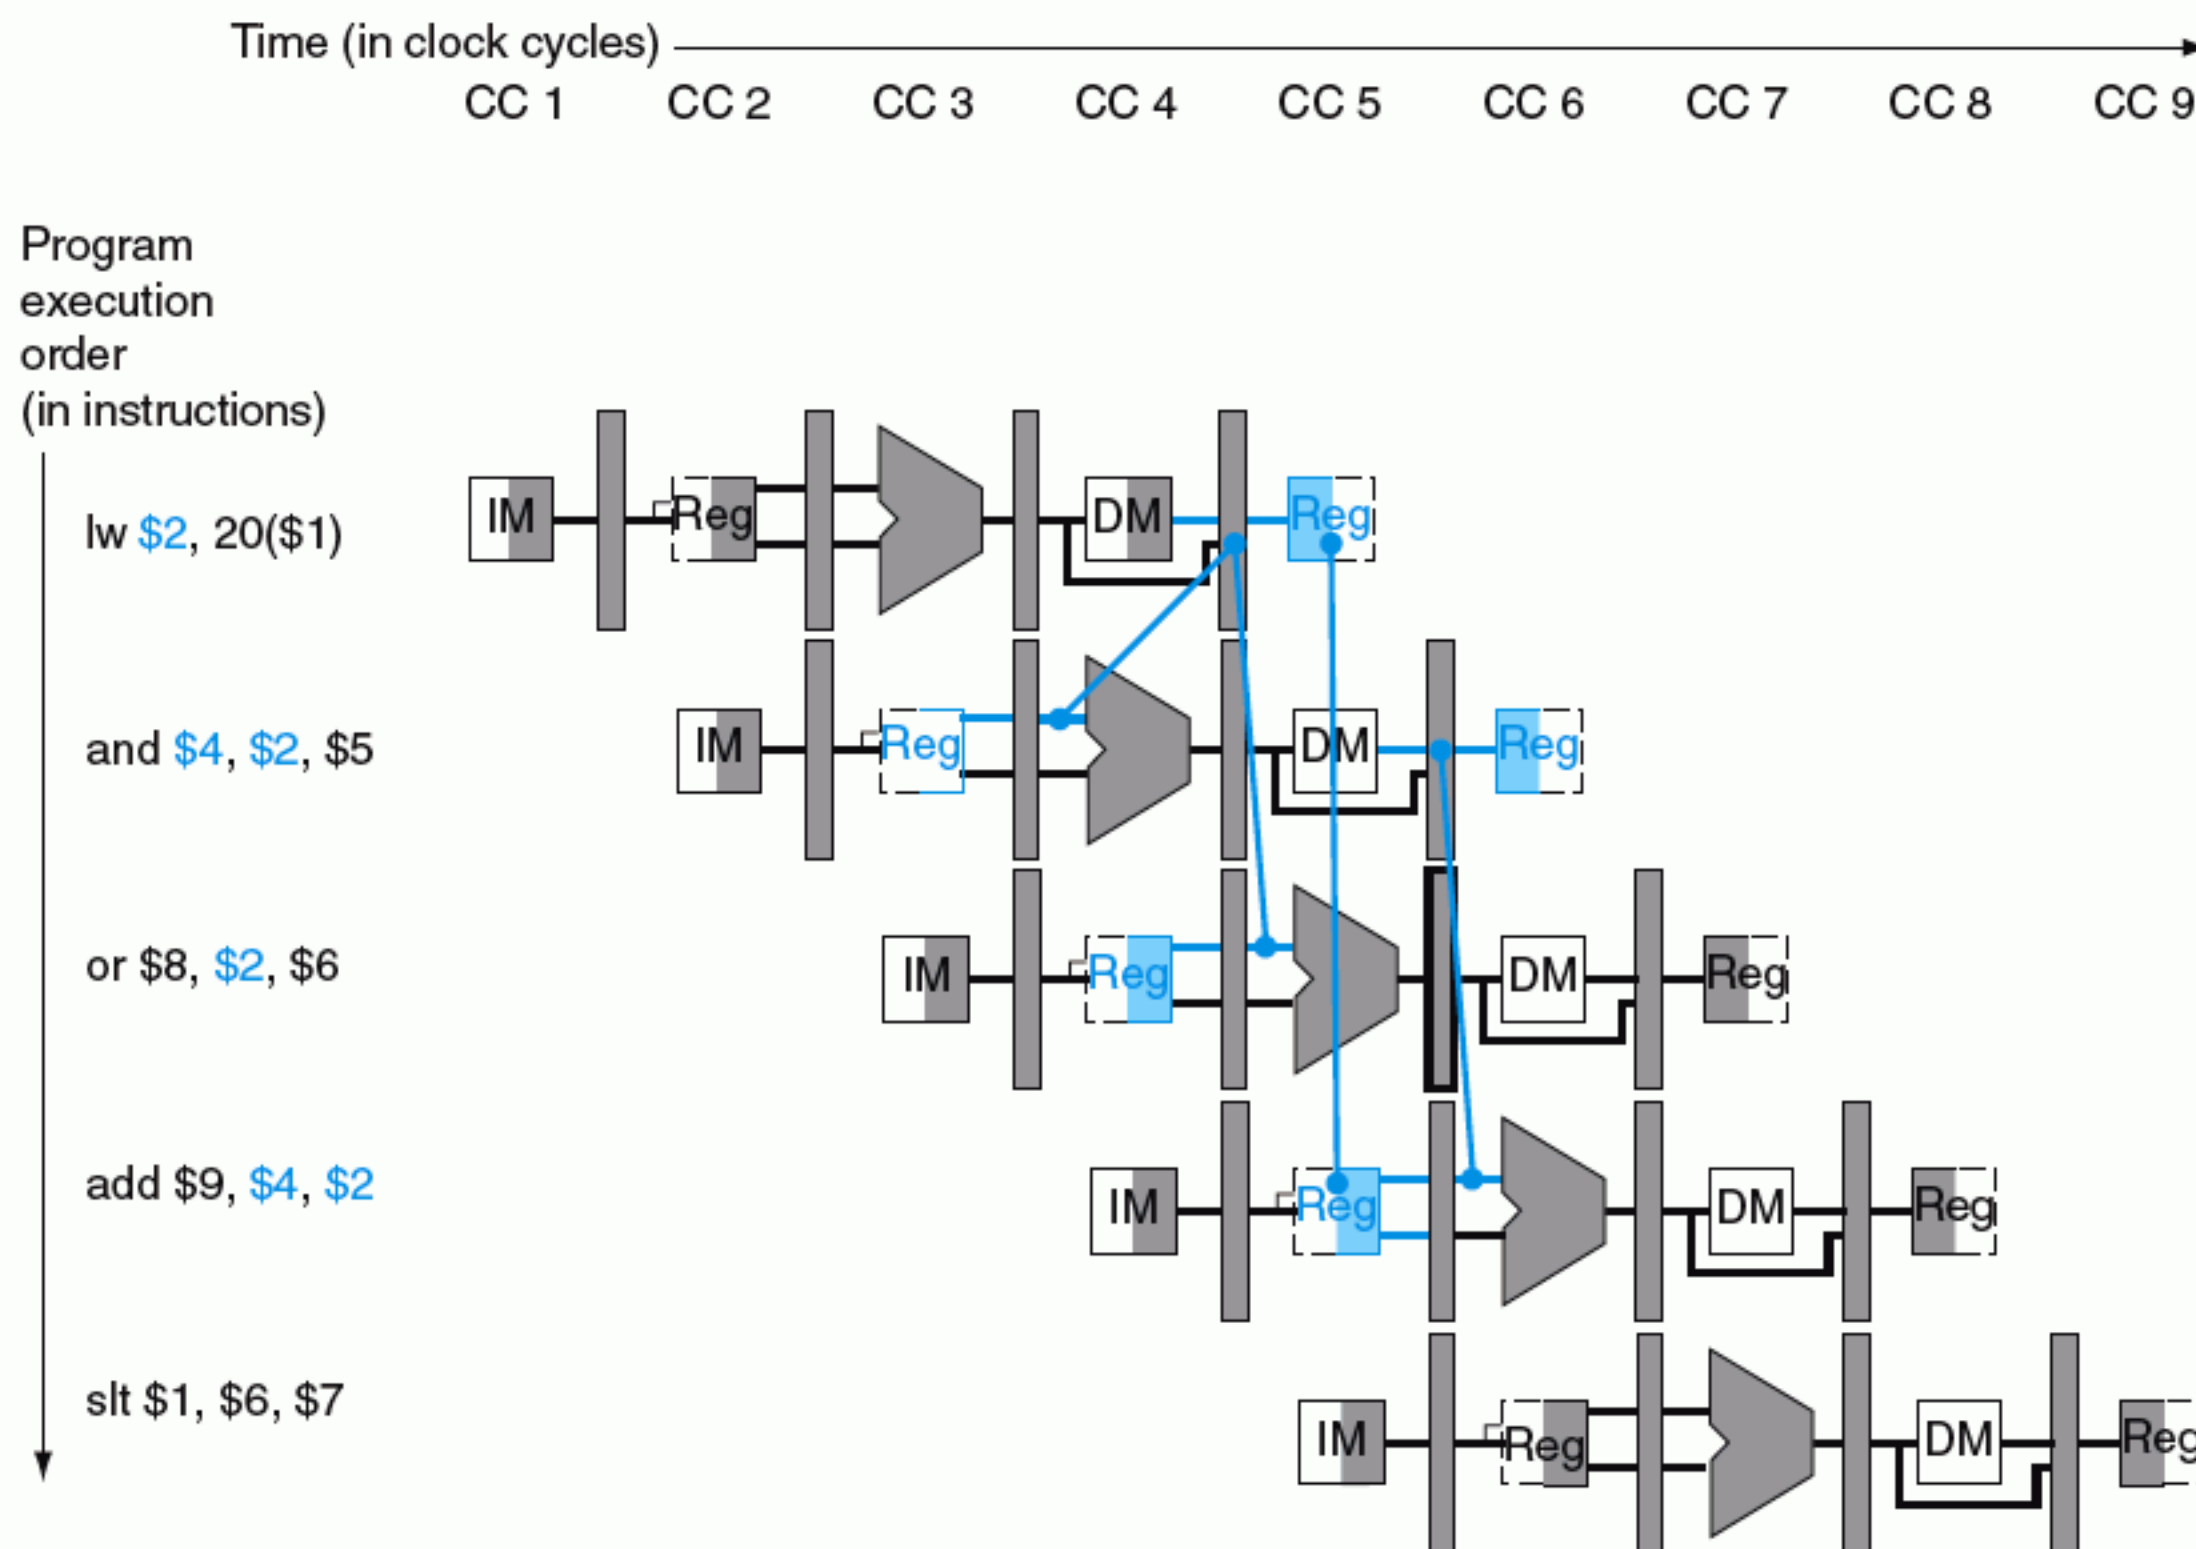 Time (in clock cycles)
CC 1 CC 2 CC 3 CC 4 CC 5 CC 6 CC 7 CC 8 CC 9
Program
execution
order
(in instructions)
lw $2, 20($1)
IM Reg DM Reg
and $4, $2, $5
IM Reg DM Reg
or $8, $2, $6
IM Reg DM Reg
add $9, $4, $2
IM Reg DM Reg
slt $1, $6, $7
IM Reg DM Reg